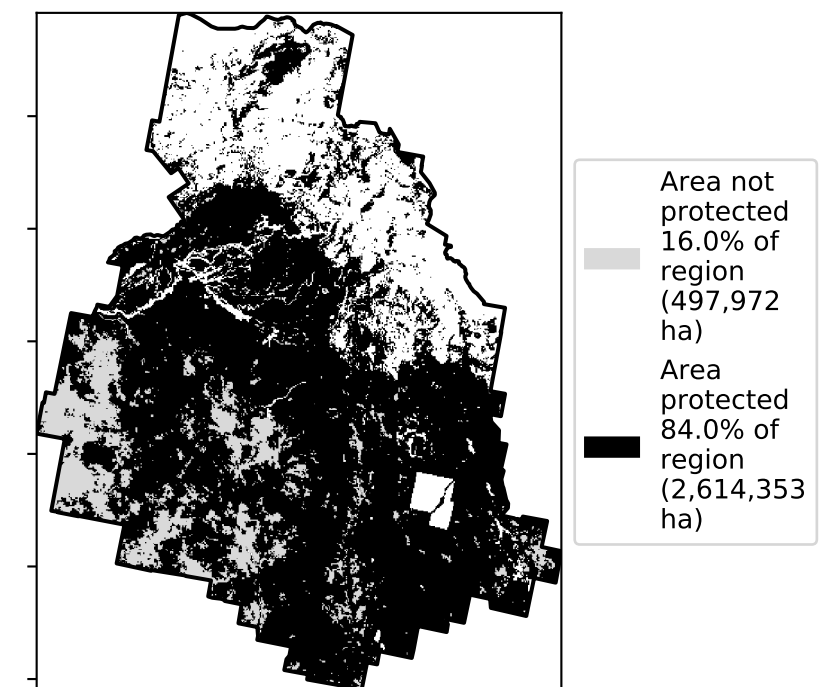 Area not
protected
16.0% of
region
(497,972
ha)
Area
protected
84.0% of
region
(2,614,353
ha)